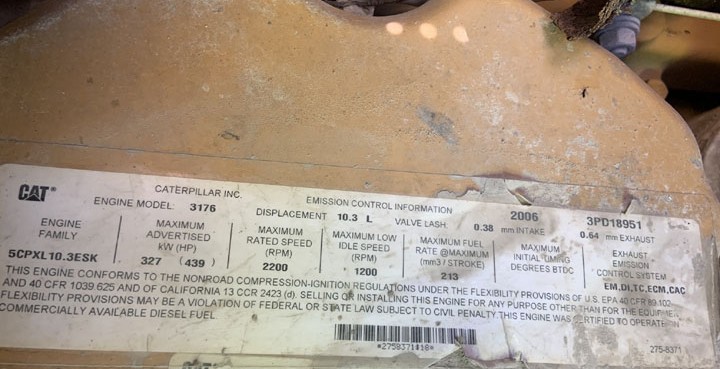 CAT®
CATERPILLAR INC.
EMISSION CONTROL INFORMATION
ENGINE MODEL: 3176
DISPLACEMENT 10.3 L
VALVE LASH. 0.38 mm INTAKE 0.64 mm EXHAUST
2006
3PD18951
ENGINE FAMILY
5CPXL10.3ESK
MAXIMUM ADVERTISED kW (HP)
327 (439)
MAXIMUM RATED SPEED (RPM)
2200
MAXIMUM LOW IDLE SPEED (RPM)
1200
MAXIMUM FUEL RATE @MAXIMUM (mm3 / STROKE)
213
MAXIMUM INITIAL TIMING DEGREES BTDC
EXHAUST EMISSION CONTROL SYSTEM
EM,DI,TC,ECM,CAC
THIS ENGINE CONFORMS TO THE NONROAD COMPRESSION-IGNITION REGULATIONS UNDER THE FLEXIBILITY PROVISIONS OF U.S. EPA 40 CFR 89.102
AND 40 CFR 1039.625 AND OF CALIFORNIA 13 CCR 2423 (d). SELLING OR INSTALLING THIS ENGINE FOR ANY PURPOSE OTHER THAN FOR THE
FLEXIBILITY PROVISIONS MAY BE A VIOLATION OF FEDERAL OR STATE LAW SUBJECT TO CIVIL PENALTY. THIS ENGINE WAS CERTIFIED TO OPERATE ON
COMMERCIALLY AVAILABLE DIESEL FUEL.
275-8371